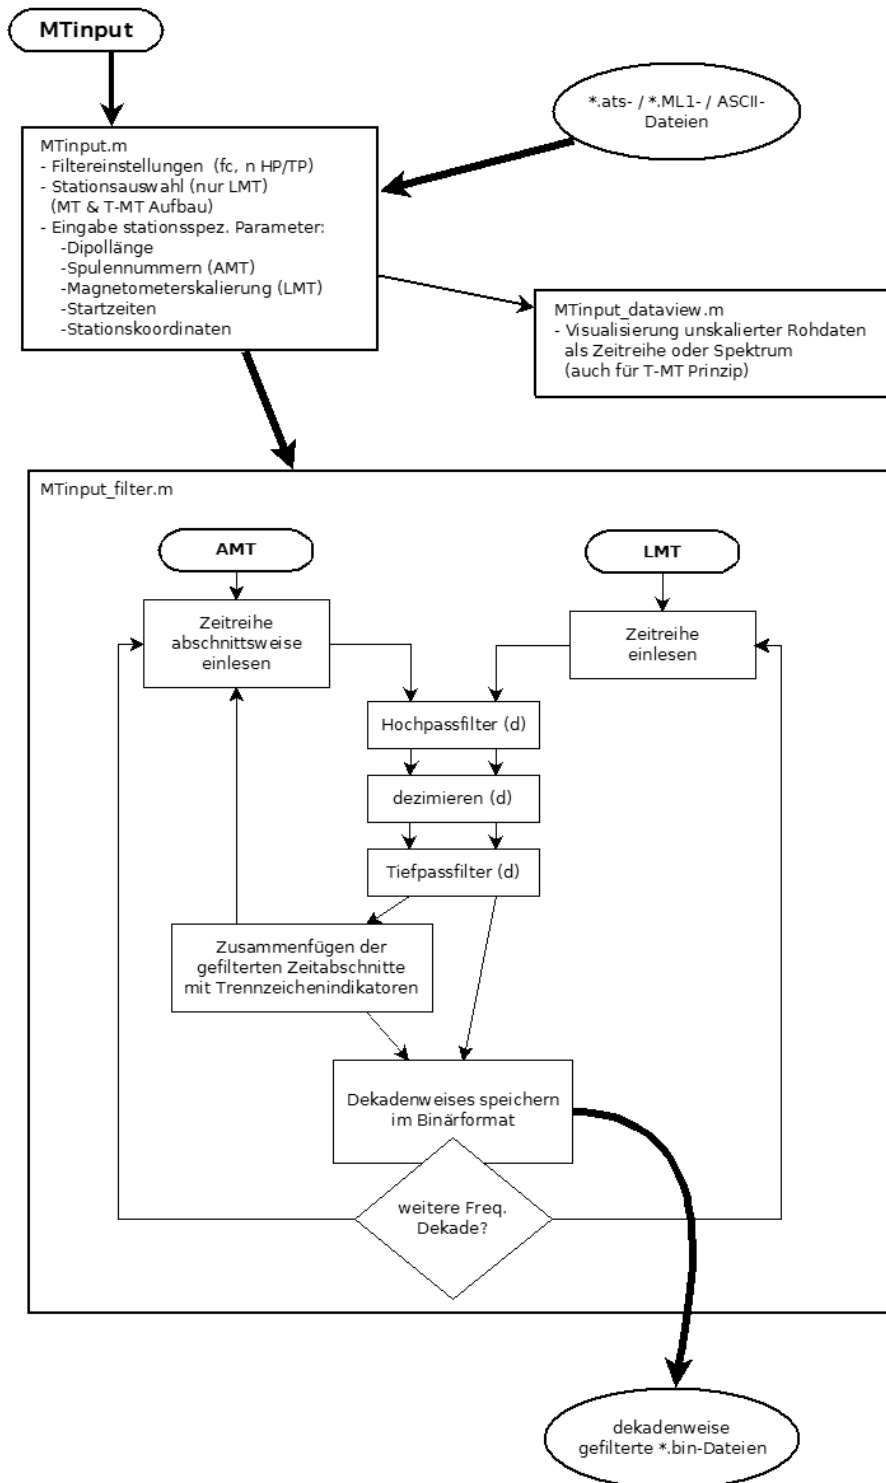 MTinput
*.ats- / *.ML1- / ASCII-
Dateien
MTinput.m
- Filtereinstellungen (fc, n HP/TP)
- Stationsauswahl (nur LMT)
(MT & T-MT Aufbau)
- Eingabe stationsspez. Parameter:
-Dipollänge
-Spulennummern (AMT)
-Magnetometerskalierung (LMT)
-Startzeiten
-Stationskoordinaten
MTinput_dataview.m
- Visualisierung unskalierter Rohdaten
als Zeitreihe oder Spektrum
(auch für T-MT Prinzip)
MTinput_filter.m
AMT
LMT
Zeitreihe
abschnittsweise
einlesen
Zeitreihe
einlesen
Hochpassfilter (d)
dezimieren (d)
Tiefpassfilter (d)
Zusammenfügen der
gefilterten Zeitabschnitte
mit Trennzeichenindikatoren
Dekadenweises speichern
im Binärformat
weitere Freq.
Dekade?
dekadenweise
gefilterte *.bin-Dateien